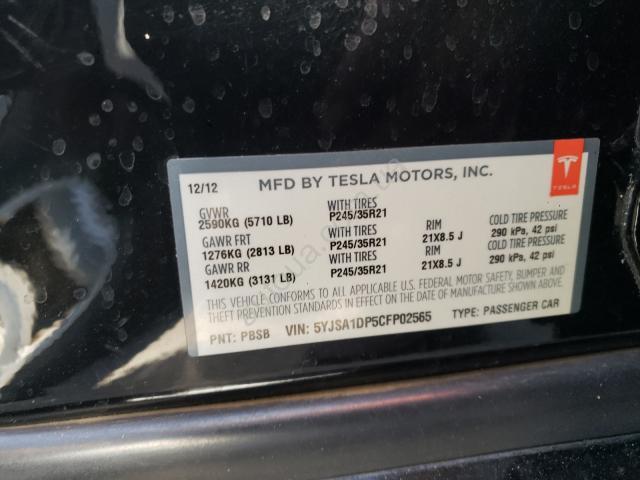 12/12 MFD BY TESLA MOTORS, INC.
TESLA
GVWR WITH TIRES
2590KG (5710 LB) P245/35R21
GAWR FRT WITH TIRES RIM COLD TIRE PRESSURE
1276KG (2813 LB) P245/35R21 21X8.5 J 290 kPa, 42 psi
GAWR RR WITH TIRES RIM COLD TIRE PRESSURE
1420KG (3131 LB) P245/35R21 21X8.5 J 290 kPa, 42 psi
THIS VEHICLE CONFORMS TO ALL APPLICABLE U.S. FEDERAL MOTOR SAFETY, BUMPER AND
THEFT PREVENTION STANDARDS IN EFFECT ON THE DATE OF MANUFACTURE SHOWN ABOVE.
PNT: PBSB VIN: 5YJSA1DP5CFP02565 TYPE: PASSENGER CAR